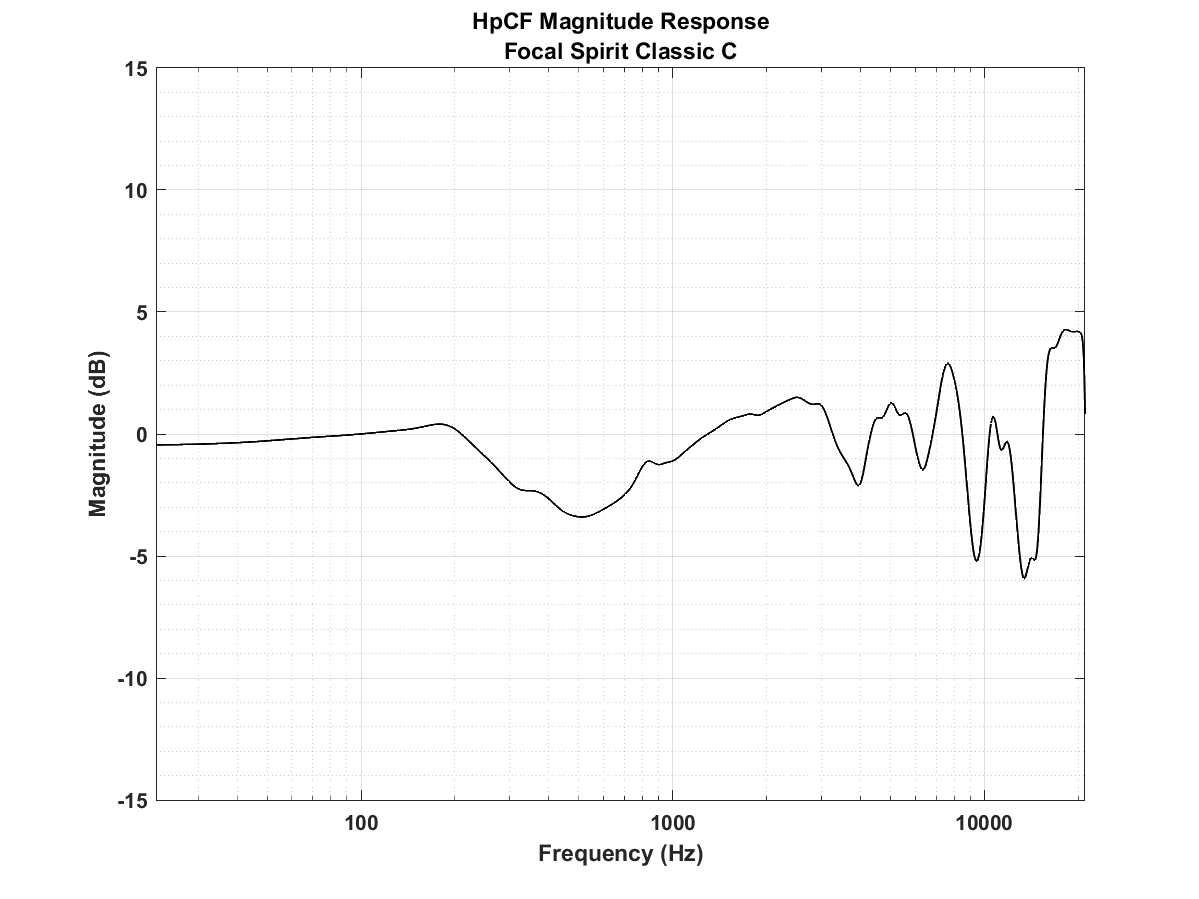 HpCF Magnitude Response
Focal Spirit Classic C
15
10
5
0
-5
-10
-15
Magnitude (dB)
100
1000
10000
Frequency (Hz)